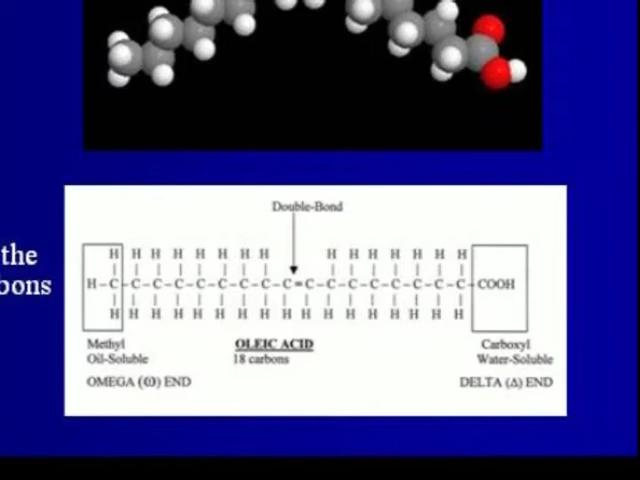 the
bons
Double-Bond
H H H H H H H H H H H H H H H
H-C-C-C-C-C-C-C-C-C=C-C-C-C-C-C-C-C-COOH
H H H H H H H H H H H H H H H H H
Methyl OLEIC ACID Carboxyl
Oil-Soluble 18 carbons Water-Soluble
OMEGA (ω) END DELTA (Δ) END